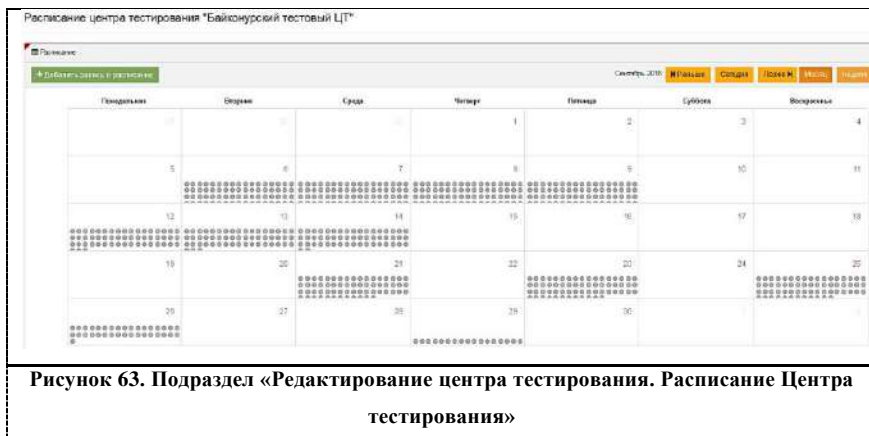 Расписание центра тестирования "Байконурский тестовый ЦТ"
Расписание
+ Добавить запись в расписание
Сентябрь, 2016 Раньше Сегодня Позже Месяц Неделя
Понедельник Вторник Среда Четверг Пятница Суббота Воскресенье
1 2 3 4
5 6 7 8 9 10 11
12 13 14 15 16 17 18
19 20 21 22 23 24 25
26 27 28 29 30
Рисунок 63. Подраздел «Редактирование центра тестирования. Расписание Центра
тестирования»